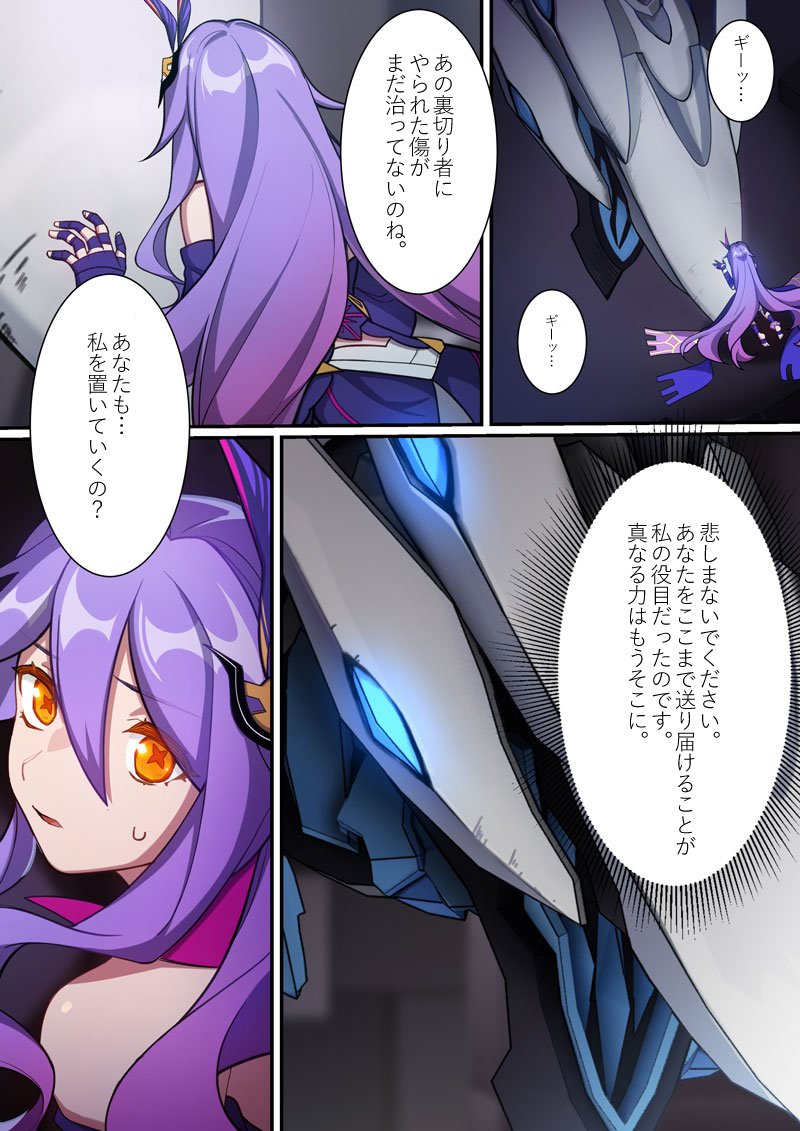 ギーッ…
ギーッ…
あの裏切り者に
やられた傷が
まだ治ってないのね。
あなたも…
私を置いていくの？
悲しまないでください。
あなたをここまで送り届けることが
私の役目だったのです。
真なる力はもうそこに。